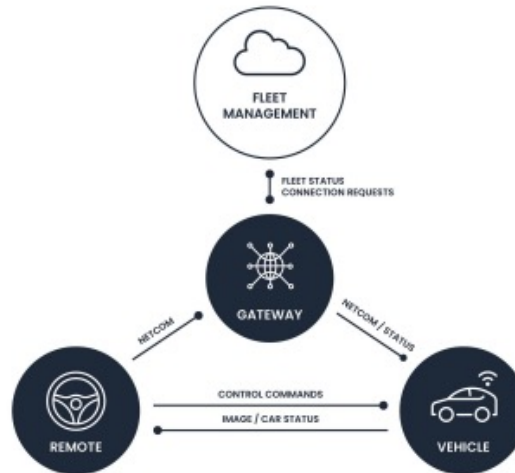 FLEET
MANAGEMENT
FLEET STATUS
CONNECTION REQUESTS
GATEWAY
NETCOM
NETCOM / STATUS
CONTROL COMMANDS
IMAGE / CAR STATUS
REMOTE
VEHICLE